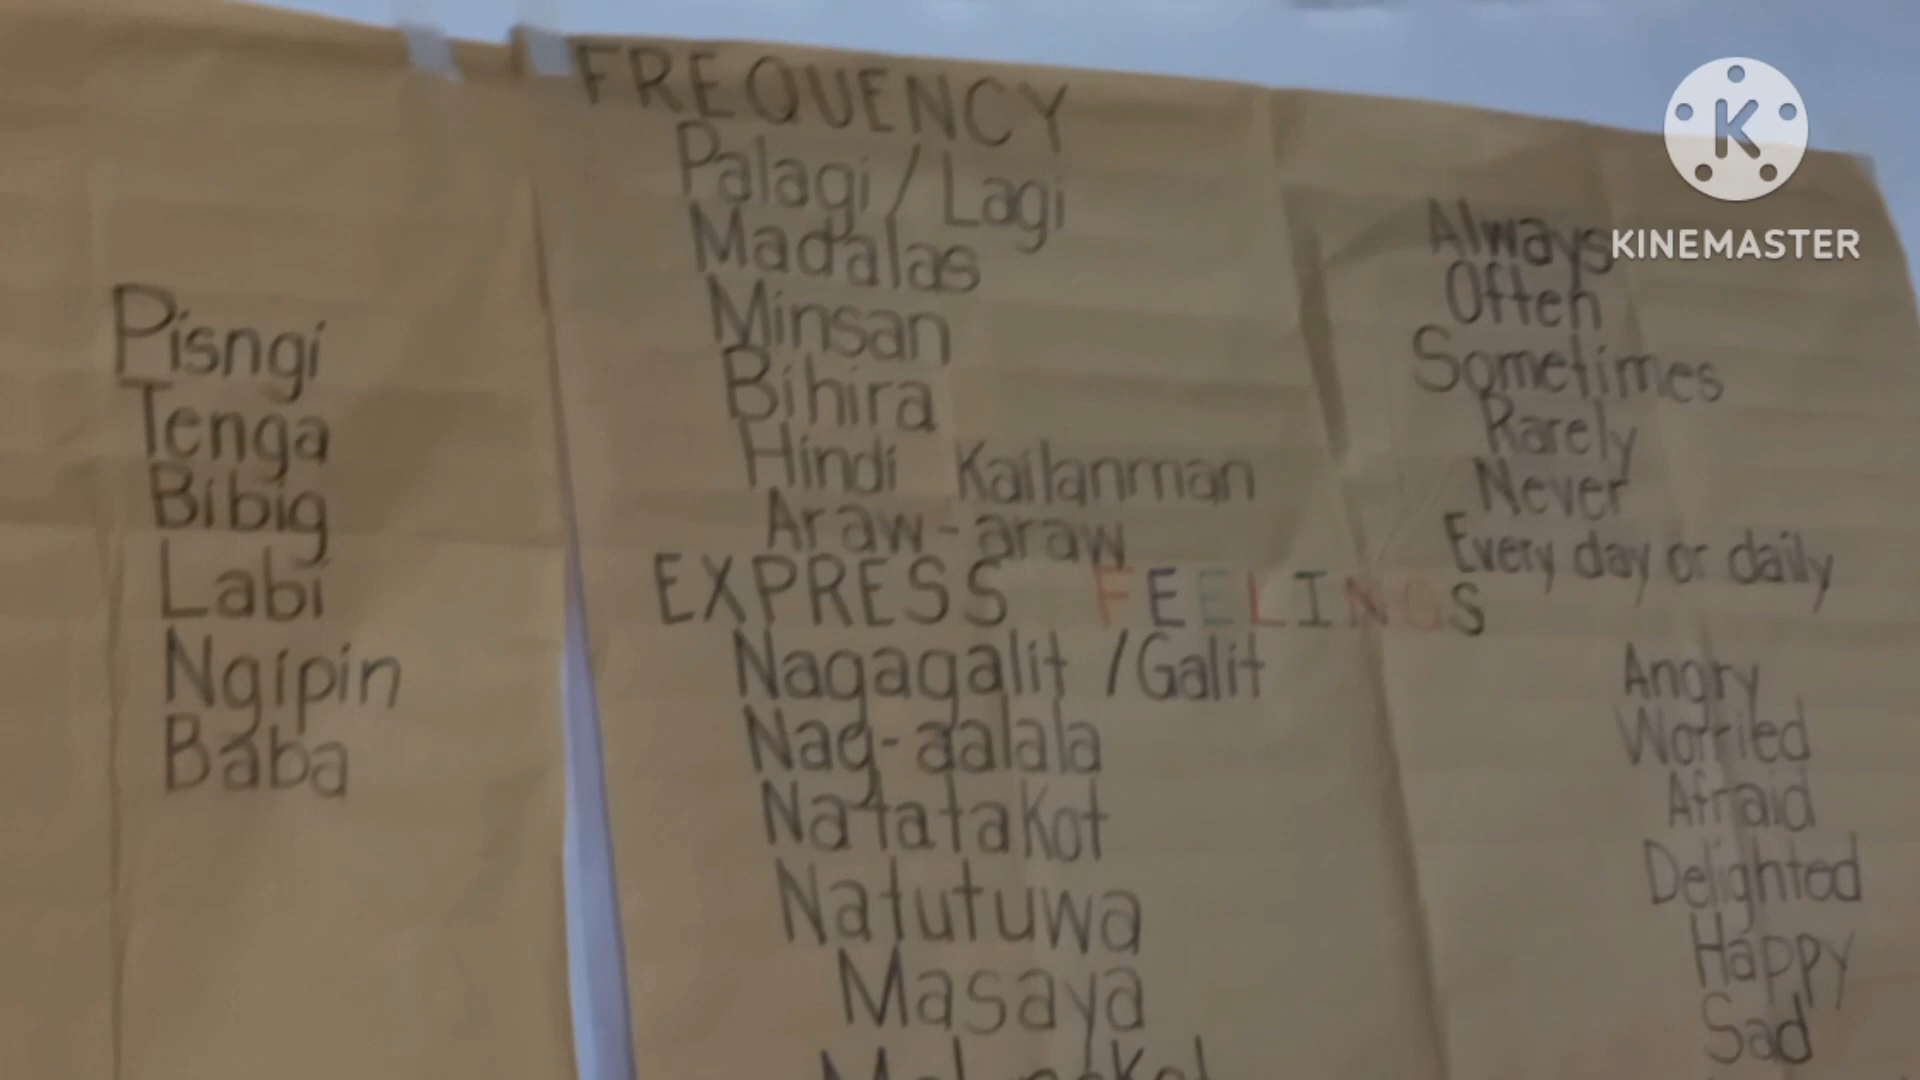 Pisngi
Tenga
Bibig
Labi
Ngipin
Baba
FREQUENCY
Palagi / Lagi
Madalas
Minsan
Bihira
Hindi Kailanman
Araw-araw
EXPRESS FEELINGS
Nagagalit / Galit
Nag-aalala
Natatakot
Natutuwa
Masaya
Always
Often
Sometimes
Rarely
Never
Every day or daily
Angry
Worried
Afraid
Delighted
Happy
Sad
KINEMASTER